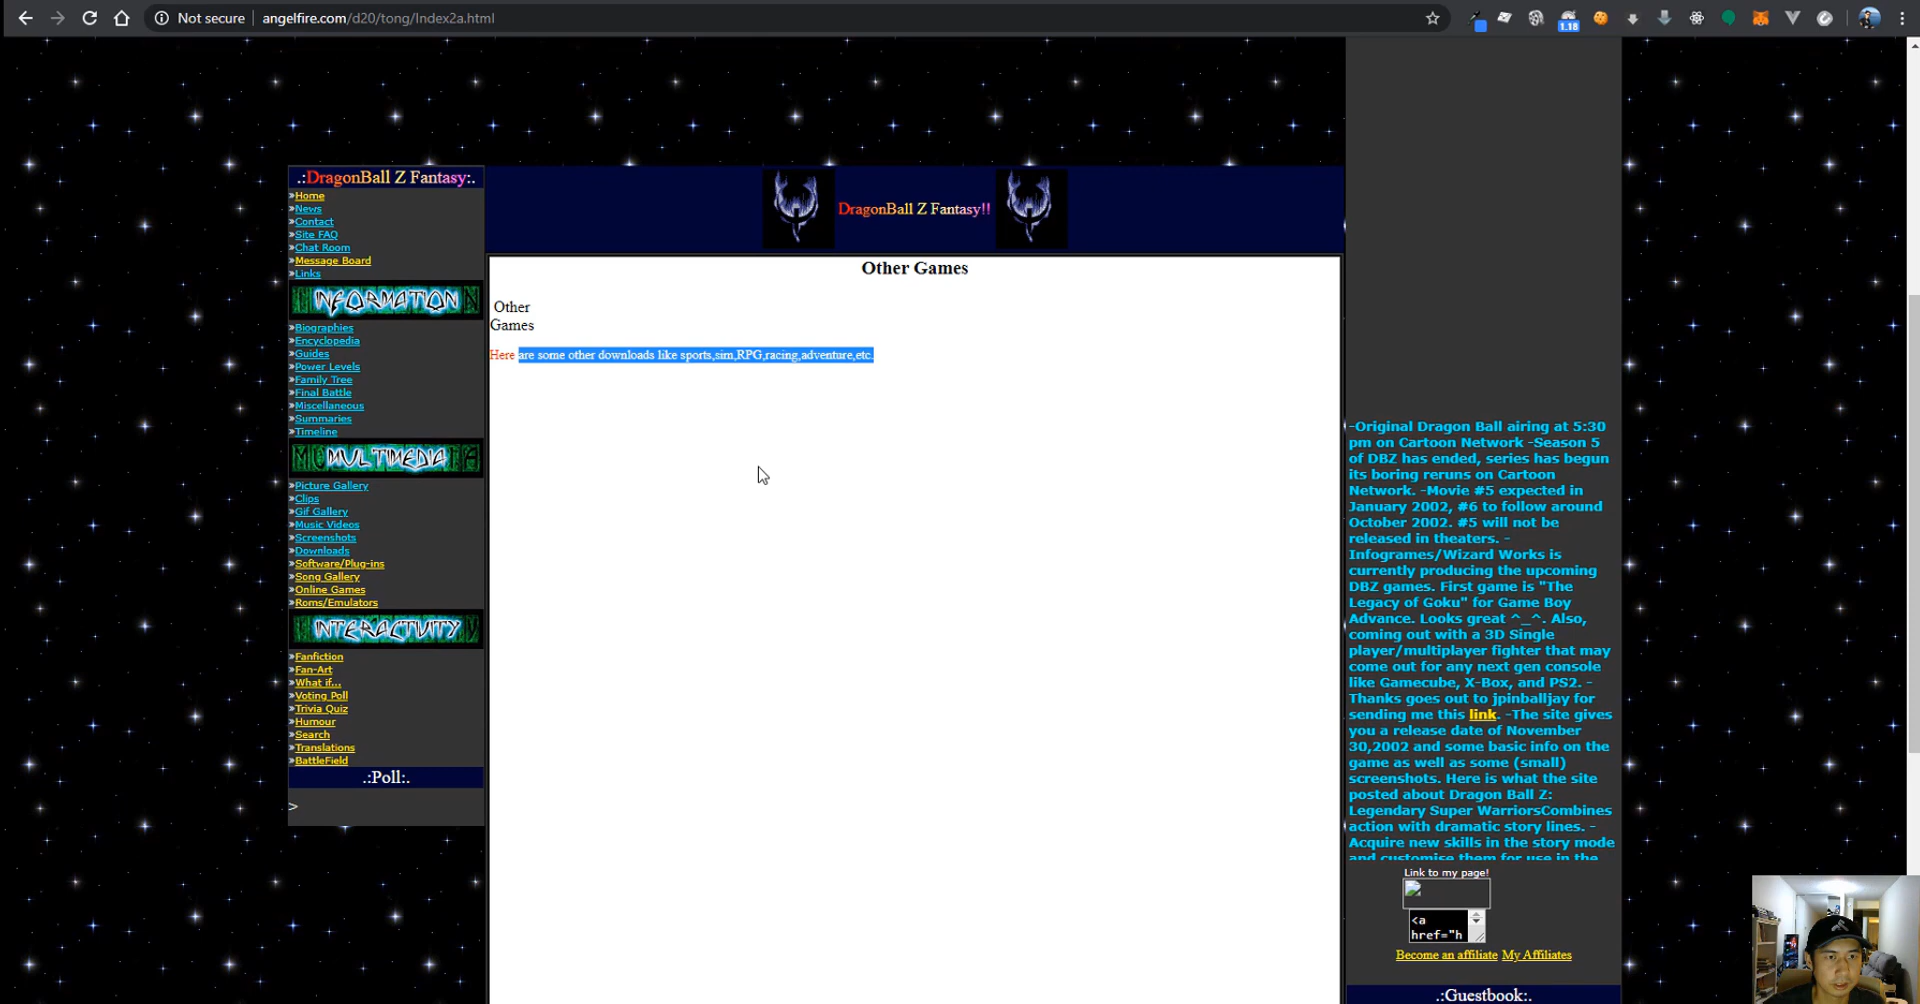 Not secure
angelfire.com/d20/tong/Index2a.html
1.18
.:DragonBall Z Fantasy:.
»Home
»News
»Contact
»Site FAQ
»Chat Room
»Message Board
»Links
INFORMATION
»Biographies
»Encyclopedia
»Guides
»Power Levels
»Family Tree
»Final Battle
»Miscellaneous
»Summaries
»Timeline
MULTIMEDIA
»Picture Gallery
»Clips
»Gif Gallery
»Music Videos
»Screenshots
»Downloads
»Software/Plug-ins
»Song Gallery
»Online Games
»Roms/Emulators
INTERACTIVITY
»Fanfiction
»Fan-Art
»What if...
»Voting Poll
»Trivia Quiz
»Humour
»Search
»Translations
»BattleField
.:Poll:.
>
DragonBall Z Fantasy!!
Other Games
Other
Games
Here are some other downloads like sports,sim,RPG,racing,adventure,etc.
-Original Dragon Ball airing at 5:30
pm on Cartoon Network -Season 5
of DBZ has ended, series has begun
its boring reruns on Cartoon
Network. -Movie #5 expected in
January 2002, #6 to follow around
October 2002. #5 will not be
released in theaters. -
Infogrames/Wizard Works is
currently producing the upcoming
DBZ games. First game is "The
Legacy of Goku" for Game Boy
Advance. Looks great ^_^. Also,
coming out with a 3D Single
player/multiplayer fighter that may
come out for any next gen console
like Gamecube, X-Box, and PS2. -
Thanks goes out to jpinballjay for
sending me this link. -The site gives
you a release date of November
30,2002 and some basic info on the
game as well as some (small)
screenshots. Here is what the site
posted about Dragon Ball Z:
Legendary Super WarriorsCombines
action with dramatic story lines. -
Acquire new skills in the story mode
and customise them for use in the
Link to my page!
<a
href="h
Become an affiliate My Affiliates
.:Guestbook:.